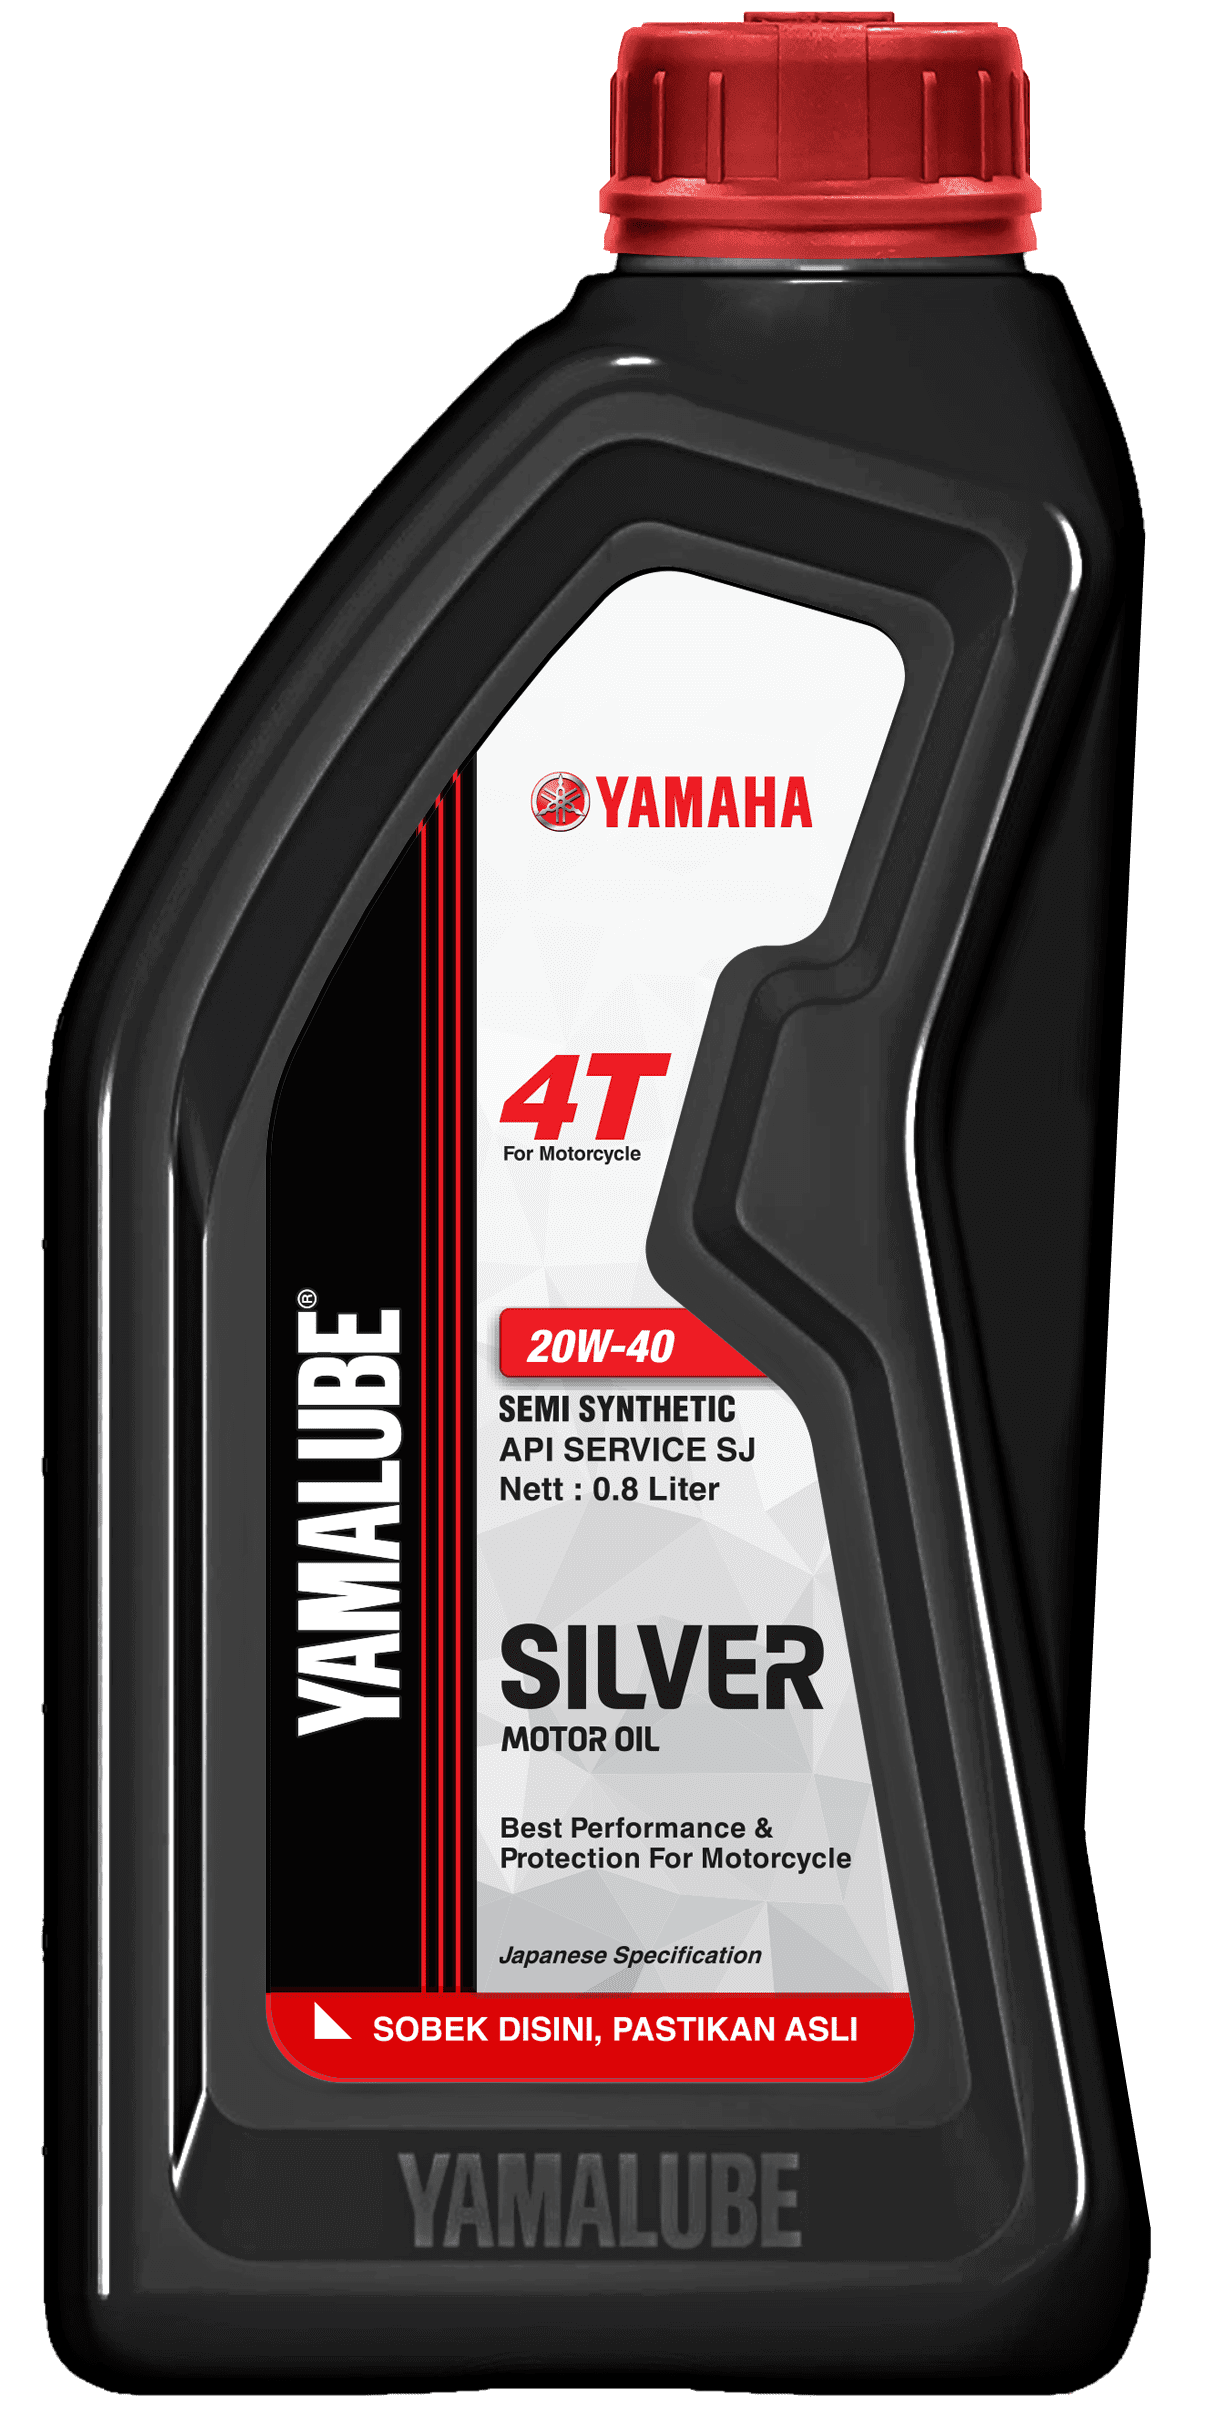 YAMAHA
4T
For Motorcycle
YAMALUBE®
20W-40
SEMI SYNTHETIC
API SERVICE SJ
Nett : 0.8 Liter
SILVER
MOTOR OIL
Best Performance &
Protection For Motorcycle
Japanese Specification
SOBEK DISINI, PASTIKAN ASLI
YAMALUBE